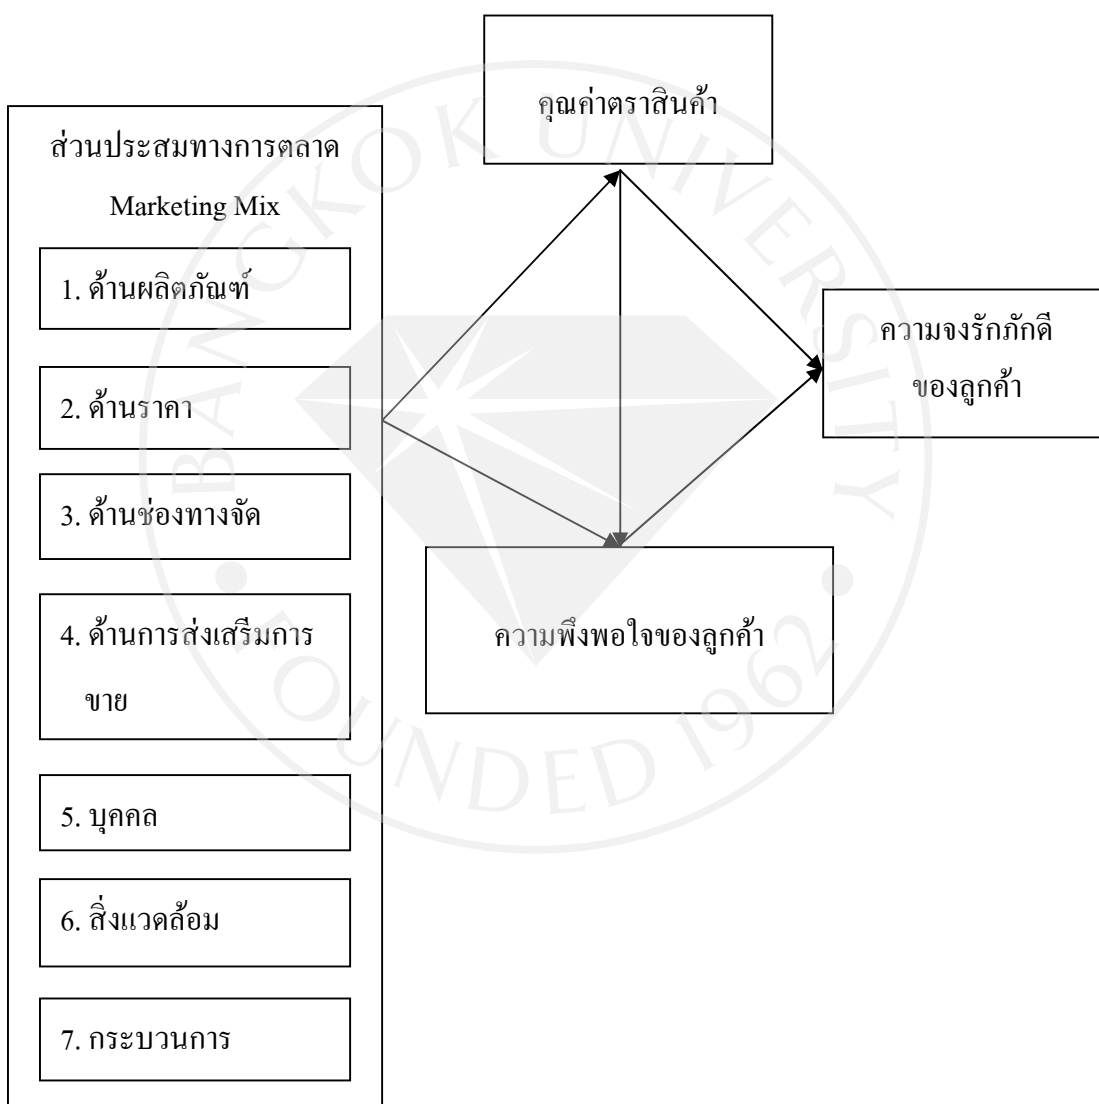 ส่วนประสมทางการตลาด
Marketing Mix
1. ด้านผลิตภัณฑ์
2. ด้านราคา
3. ด้านช่องทางจัด
4. ด้านการส่งเสริมการ
ขาย
5. บุคคล
6. สิ่งแวดล้อม
7. กระบวนการ
คุณค่าตราสินค้า
ความพึงพอใจของลูกค้า
ความจงรักภักดี
ของลูกค้า
BANGKOK UNIVERSITY
FOUNDED 1962